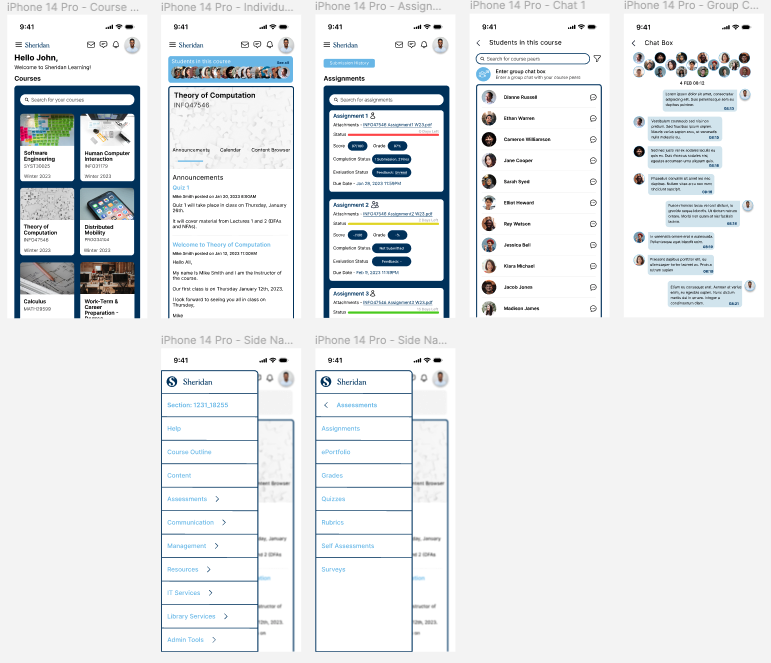 iPhone 14 Pro - Course ...
9:41
Sheridan
Hello John,
Welcome to Sheridan Learning!
Courses
Search for your courses
Software
Engineering
SYST30025
Winter 2023
Human Computer
Interaction
INFO31179
Winter 2023
Theory of
Computation
INFO47546
Winter 2023
Distributed
Mobility
PROG34104
Winter 2023
Calculus
MATH29599
Work-Term &
Career
Preparation -
iPhone 14 Pro - Individu...
9:41
Sheridan
Students in this course
See all
Theory of Computation
INFO47546
Announcements
Calendar
Content Browser
Announcements
Quiz 1
Mike Smith posted on Jan 20, 2023 8:00AM
Quiz 1 will take place in class on Thursday, January
26th.
It will cover material from Lectures 1 and 2 (DFAs
and NFAs).
Welcome to Theory of Computation
Mike Smith posted on Jan 12, 2023 11:00AM
Hello All,
My name is Mike Smith and I am the Instructor of
the course.
Our first class is on Thursday January 12th, 2023.
I look forward to seeing you all in class on
Thursday,
Mike
iPhone 14 Pro - Assign...
9:41
Sheridan
Submission History
Assignments
Search for assignments
Assignment 1
Attachments - INFO47546 Assignment1 W23.pdf
Status
0 Days Left
Score
87/100
Grade
87%
Completion Status
1 Submission, 2 Files
Evaluation Status
Feedback: Unread
Due Date - Jan 28, 2023 11:59PM
Assignment 2
Attachments - INFO47546 Assignment2 W23.pdf
Status
Score
-/100
Grade
-%
Completion Status
Not Submitted
Evaluation Status
Feedback: -
Due Date - Feb 9, 2023 11:59PM
Assignment 3
Attachments - INFO47546 Assignment2 W23.pdf
Status
iPhone 14 Pro - Chat 1
9:41
Students in this course
Search for course peers
Enter group chat box
Enter a group chat with your course peers
Dianne Russell
Ethan Warren
Cameron Williamson
Jane Cooper
Sarah Syed
Elliot Howard
Ray Watson
Jessica Bell
Kiara Michael
Jacob Jones
Madison James
iPhone 14 Pro - Group C...
9:41
Chat Box
4 FEB 08:12
iPhone 14 Pro - Side Na...
9:41
Sheridan
Section: 1231_18255
Help
Course Outline
Content
Assessments
Communication
Management
Resources
IT Services
Library Services
Admin Tools
iPhone 14 Pro - Side Na...
9:41
Sheridan
Assessments
Assignments
ePortfolio
Grades
Quizzes
Rubrics
Self Assessments
Surveys